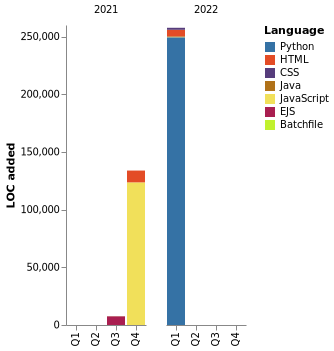 2021
2022
LOC added
250,000
200,000
150,000
100,000
50,000
0
Q1
Q2
Q3
Q4
Q1
Q2
Q3
Q4
Language
Python
HTML
CSS
Java
JavaScript
EJS
Batchfile